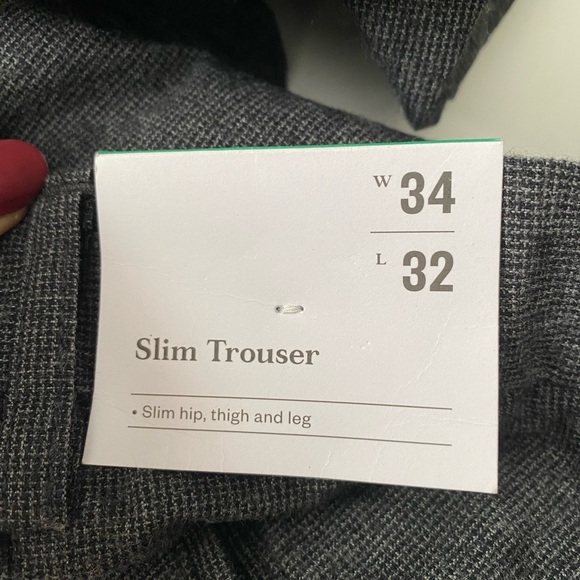 W 34
L 32
Slim Trouser
• Slim hip, thigh and leg